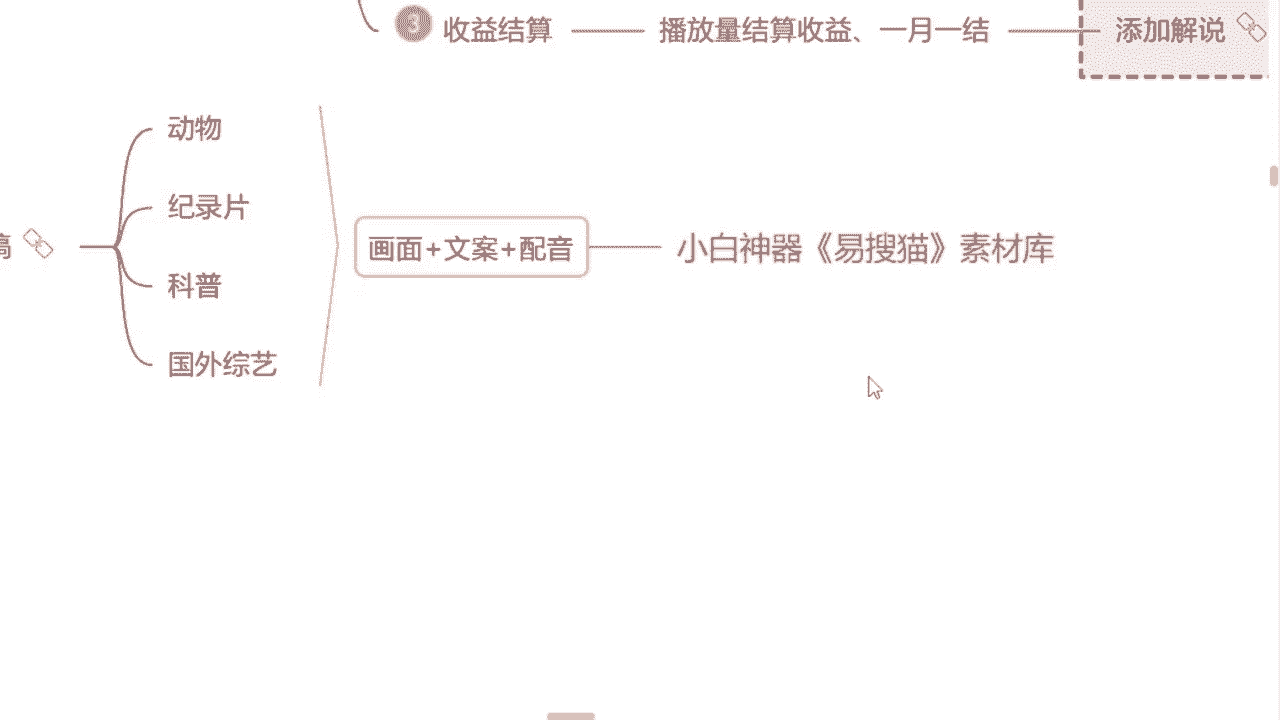 3 收益结算 播放量结算收益、一月一结 添加解说
动物
纪录片
稿
画面+文案+配音 小白神器《易搜猫》素材库
科普
国外综艺